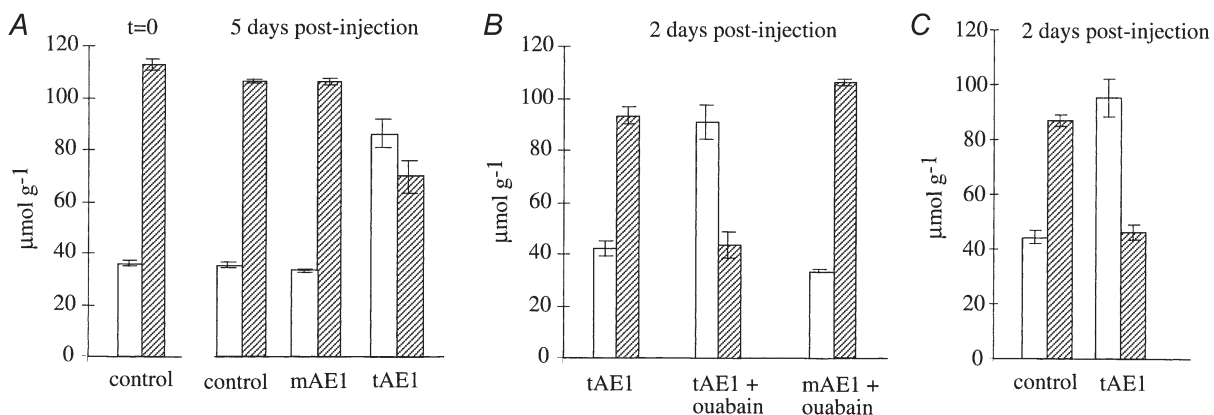 A
t=0
5 days post-injection
µmol g-1
120
100
80
60
40
20
0
control
control
mAE1
tAE1
B
2 days post-injection
µmol g-1
120
100
80
60
40
20
0
tAE1
tAE1 +
ouabain
mAE1 +
ouabain
C
2 days post-injection
µmol g-1
120
100
80
60
40
20
0
control
tAE1